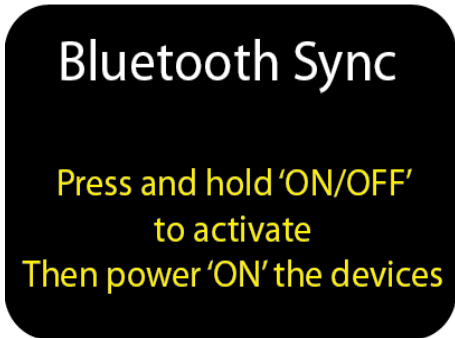 Bluetooth Sync
Press and hold ‘ON/OFF’
to activate
Then power ‘ON’ the devices